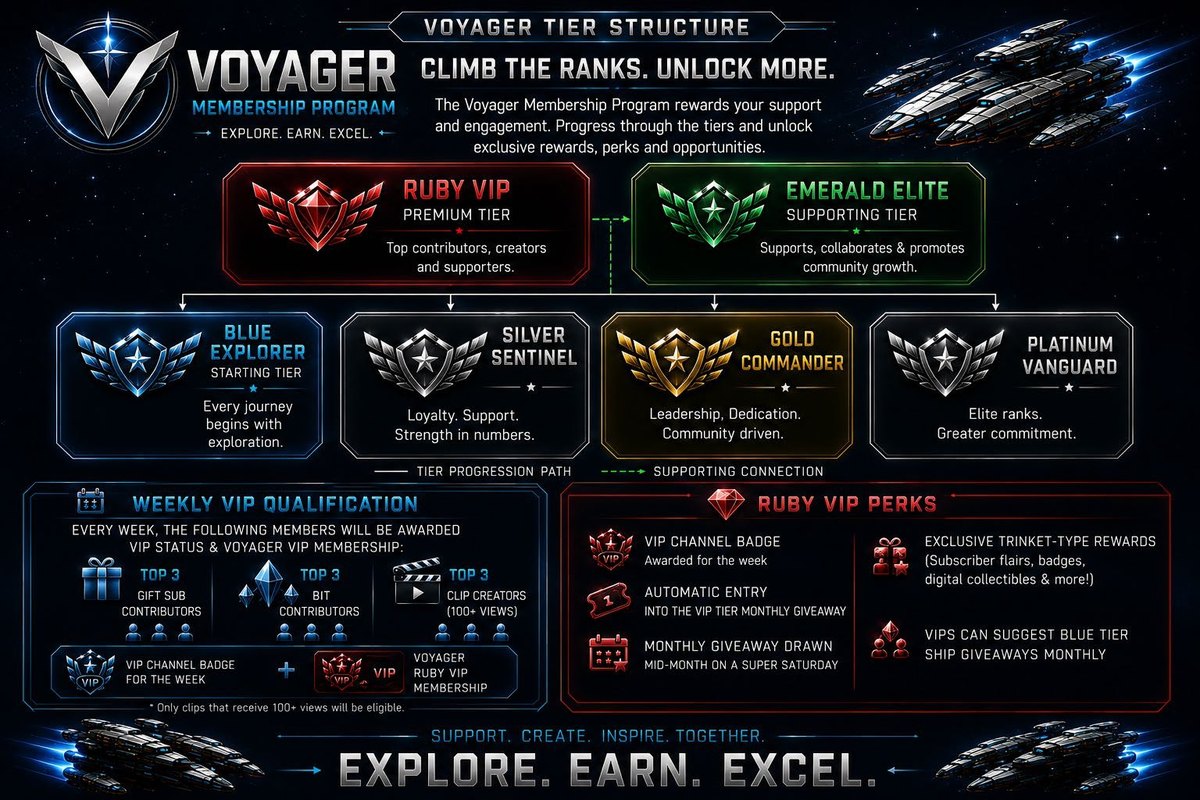 VOYAGER TIER STRUCTURE
VOYAGER
MEMBERSHIP PROGRAM
EXPLORE. EARN. EXCEL.
CLIMB THE RANKS. UNLOCK MORE.
The Voyager Membership Program rewards your support
and engagement. Progress through the tiers and unlock
exclusive rewards, perks and opportunities.
RUBY VIP
PREMIUM TIER
Top contributors, creators
and supporters.
EMERALD ELITE
SUPPORTING TIER
Supports, collaborates & promotes
community growth.
BLUE
EXPLORER
STARTING TIER
Every journey
begins with
exploration.
SILVER
SENTINEL
Loyalty. Support.
Strength in numbers.
GOLD
COMMANDER
Leadership, Dedication.
Community driven.
PLATINUM
VANGUARD
Elite ranks.
Greater commitment.
TIER PROGRESSION PATH
SUPPORTING CONNECTION
WEEKLY VIP QUALIFICATION
EVERY WEEK, THE FOLLOWING MEMBERS WILL BE AWARDED
VIP STATUS & VOYAGER VIP MEMBERSHIP:
TOP 3
GIFT SUB
CONTRIBUTORS
TOP 3
BIT
CONTRIBUTORS
TOP 3
CLIP CREATORS
(100+ VIEWS)
VIP
VIP CHANNEL BADGE
FOR THE WEEK
+
VIP
VIP
VOYAGER
RUBY VIP
MEMBERSHIP
* Only clips that receive 100+ views will be eligible.
RUBY VIP PERKS
VIP
VIP CHANNEL BADGE
Awarded for the week
1
AUTOMATIC ENTRY
INTO THE VIP TIER MONTHLY GIVEAWAY
MONTHLY GIVEAWAY DRAWN
MID-MONTH ON A SUPER SATURDAY
EXCLUSIVE TRINKET-TYPE REWARDS
(Subscriber flairs, badges,
digital collectibles & more!)
VIPS CAN SUGGEST BLUE TIER
SHIP GIVEAWAYS MONTHLY
SUPPORT. CREATE. INSPIRE. TOGETHER.
EXPLORE. EARN. EXCEL.